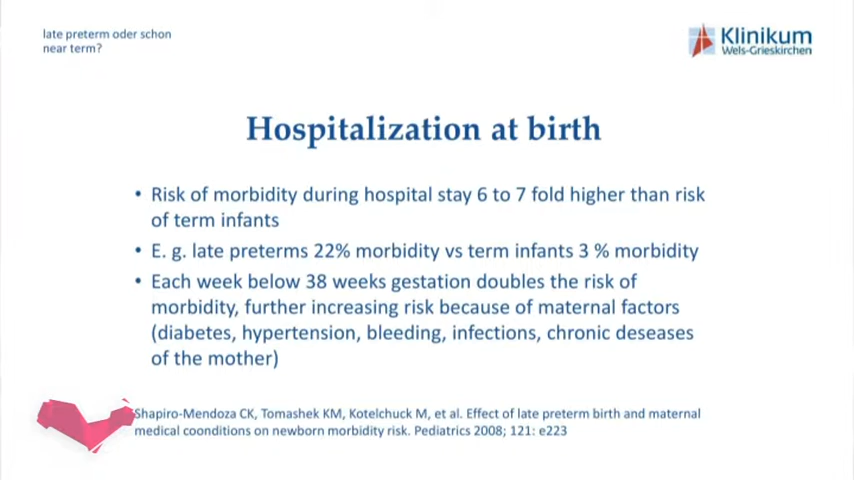 late preterm oder schon
near term?
Klinikum
Wels-Grieskirchen
Hospitalization at birth
• Risk of morbidity during hospital stay 6 to 7 fold higher than risk
of term infants
• E. g. late preterms 22% morbidity vs term infants 3 % morbidity
• Each week below 38 weeks gestation doubles the risk of
morbidity, further increasing risk because of maternal factors
(diabetes, hypertension, bleeding, infections, chronic deseases
of the mother)
Shapiro-Mendoza CK, Tomashek KM, Kotelchuck M, et al. Effect of late preterm birth and maternal
medical coonditions on newborn morbidity risk. Pediatrics 2008; 121: e223